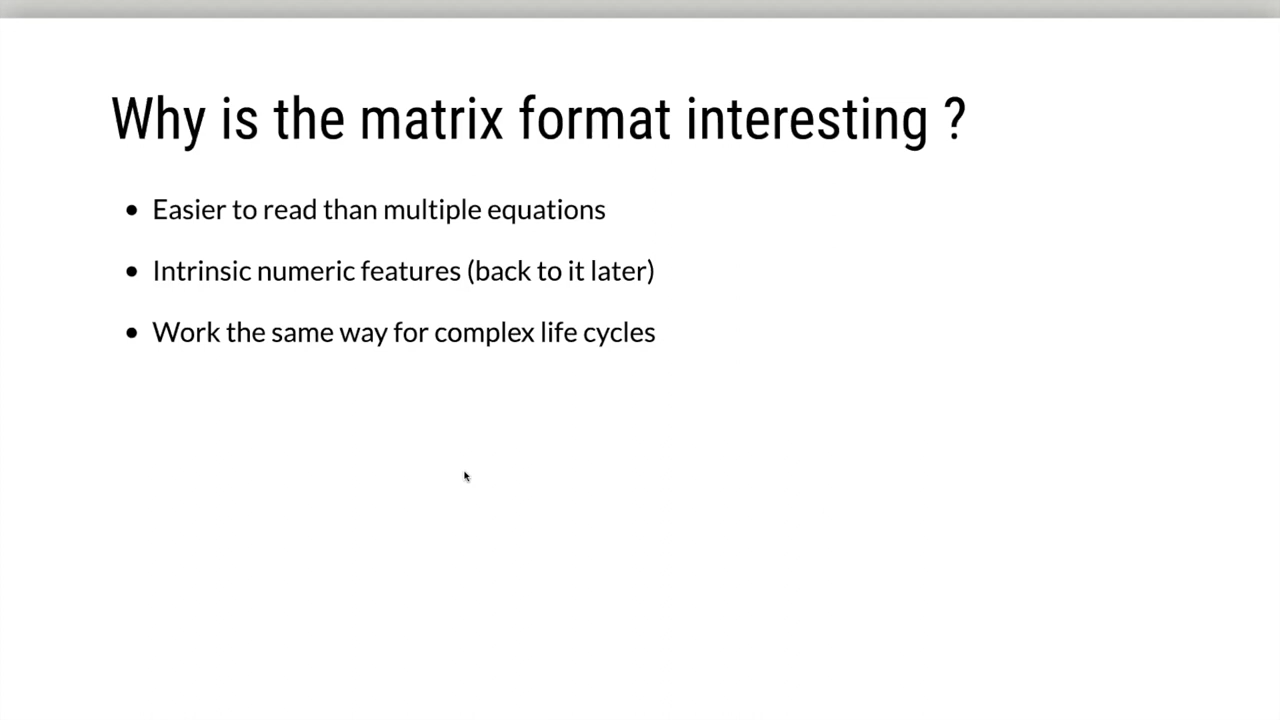 Why is the matrix format interesting ?
• Easier to read than multiple equations
• Intrinsic numeric features (back to it later)
• Work the same way for complex life cycles